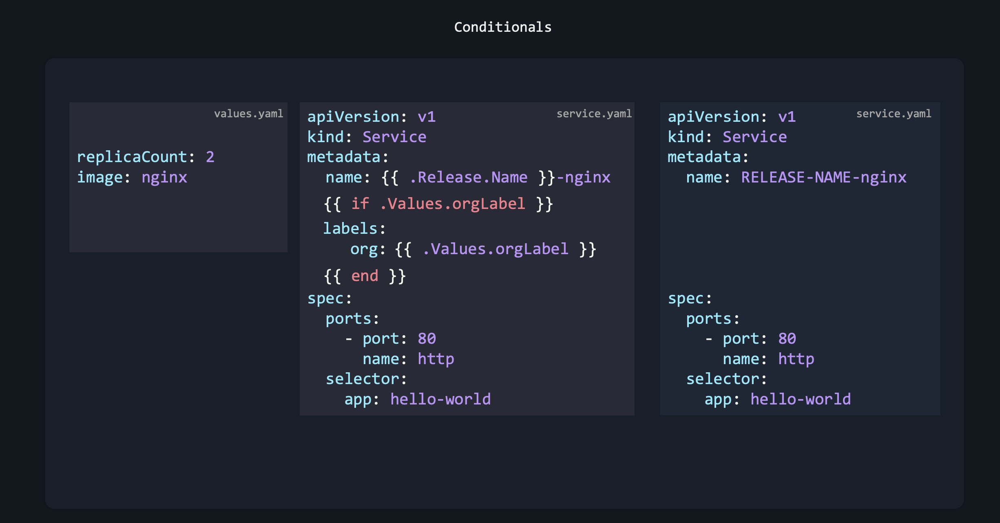 Conditionals
values.yaml
replicaCount: 2
image: nginx
service.yaml
apiVersion: v1
kind: Service
metadata:
  name: {{ .Release.Name }}-nginx
  {{ if .Values.orgLabel }}
  labels:
     org: {{ .Values.orgLabel }}
  {{ end }}
spec:
  ports:
    - port: 80
      name: http
  selector:
    app: hello-world
service.yaml
apiVersion: v1
kind: Service
metadata:
  name: RELEASE-NAME-nginx
spec:
  ports:
    - port: 80
      name: http
  selector:
    app: hello-world